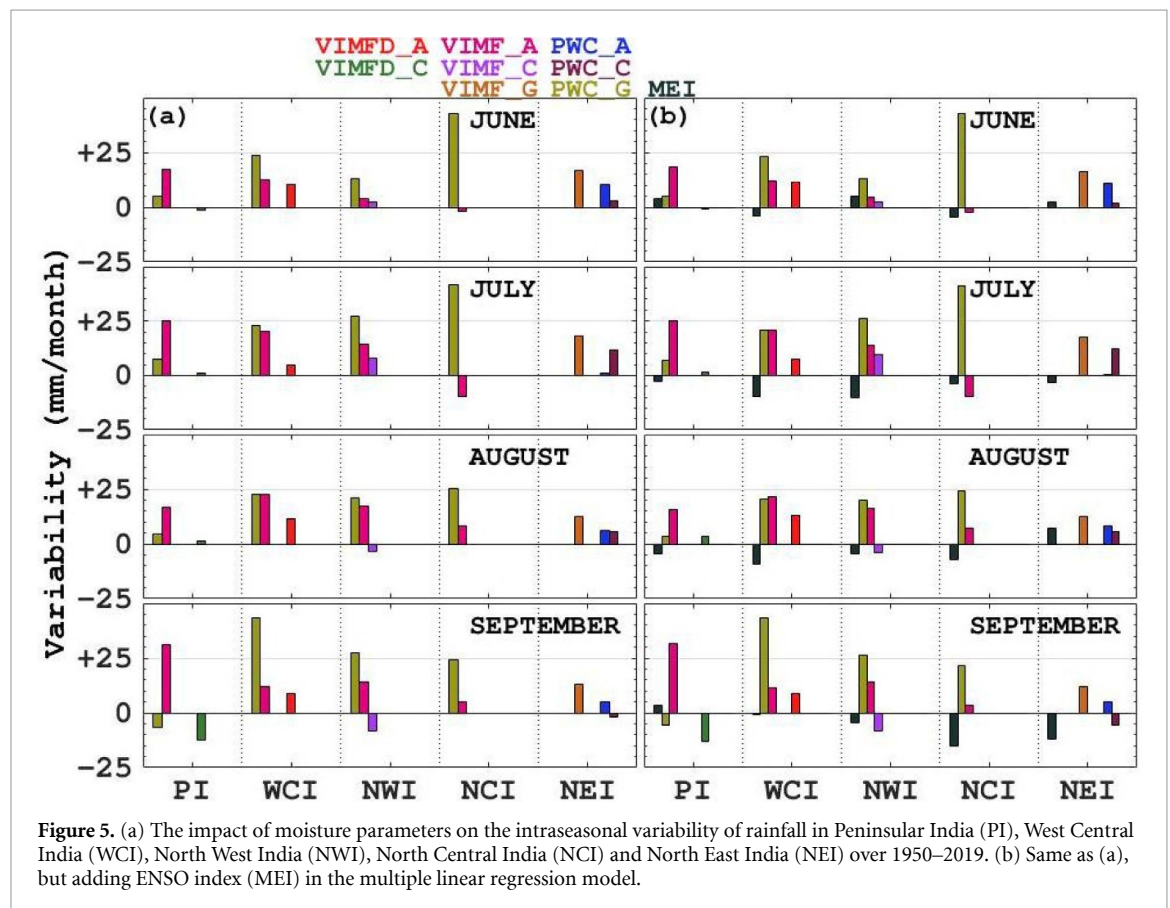 VIMFD_A VIMF_A PWC_A
VIMFD_C VIMF_C PWC_C
VIMF_G PWC_G MEI
(a) JUNE (b) JUNE
+25
0
−25
JULY JULY
+25
0
−25
AUGUST AUGUST
+25
0
−25
SEPTEMBER SEPTEMBER
+25
0
−25
Variability (mm/month)
PI WCI NWI NCI NEI PI WCI NWI NCI NEI
Figure 5. (a) The impact of moisture parameters on the intraseasonal variability of rainfall in Peninsular India (PI), West Central
India (WCI), North West India (NWI), North Central India (NCI) and North East India (NEI) over 1950–2019. (b) Same as (a),
but adding ENSO index (MEI) in the multiple linear regression model.